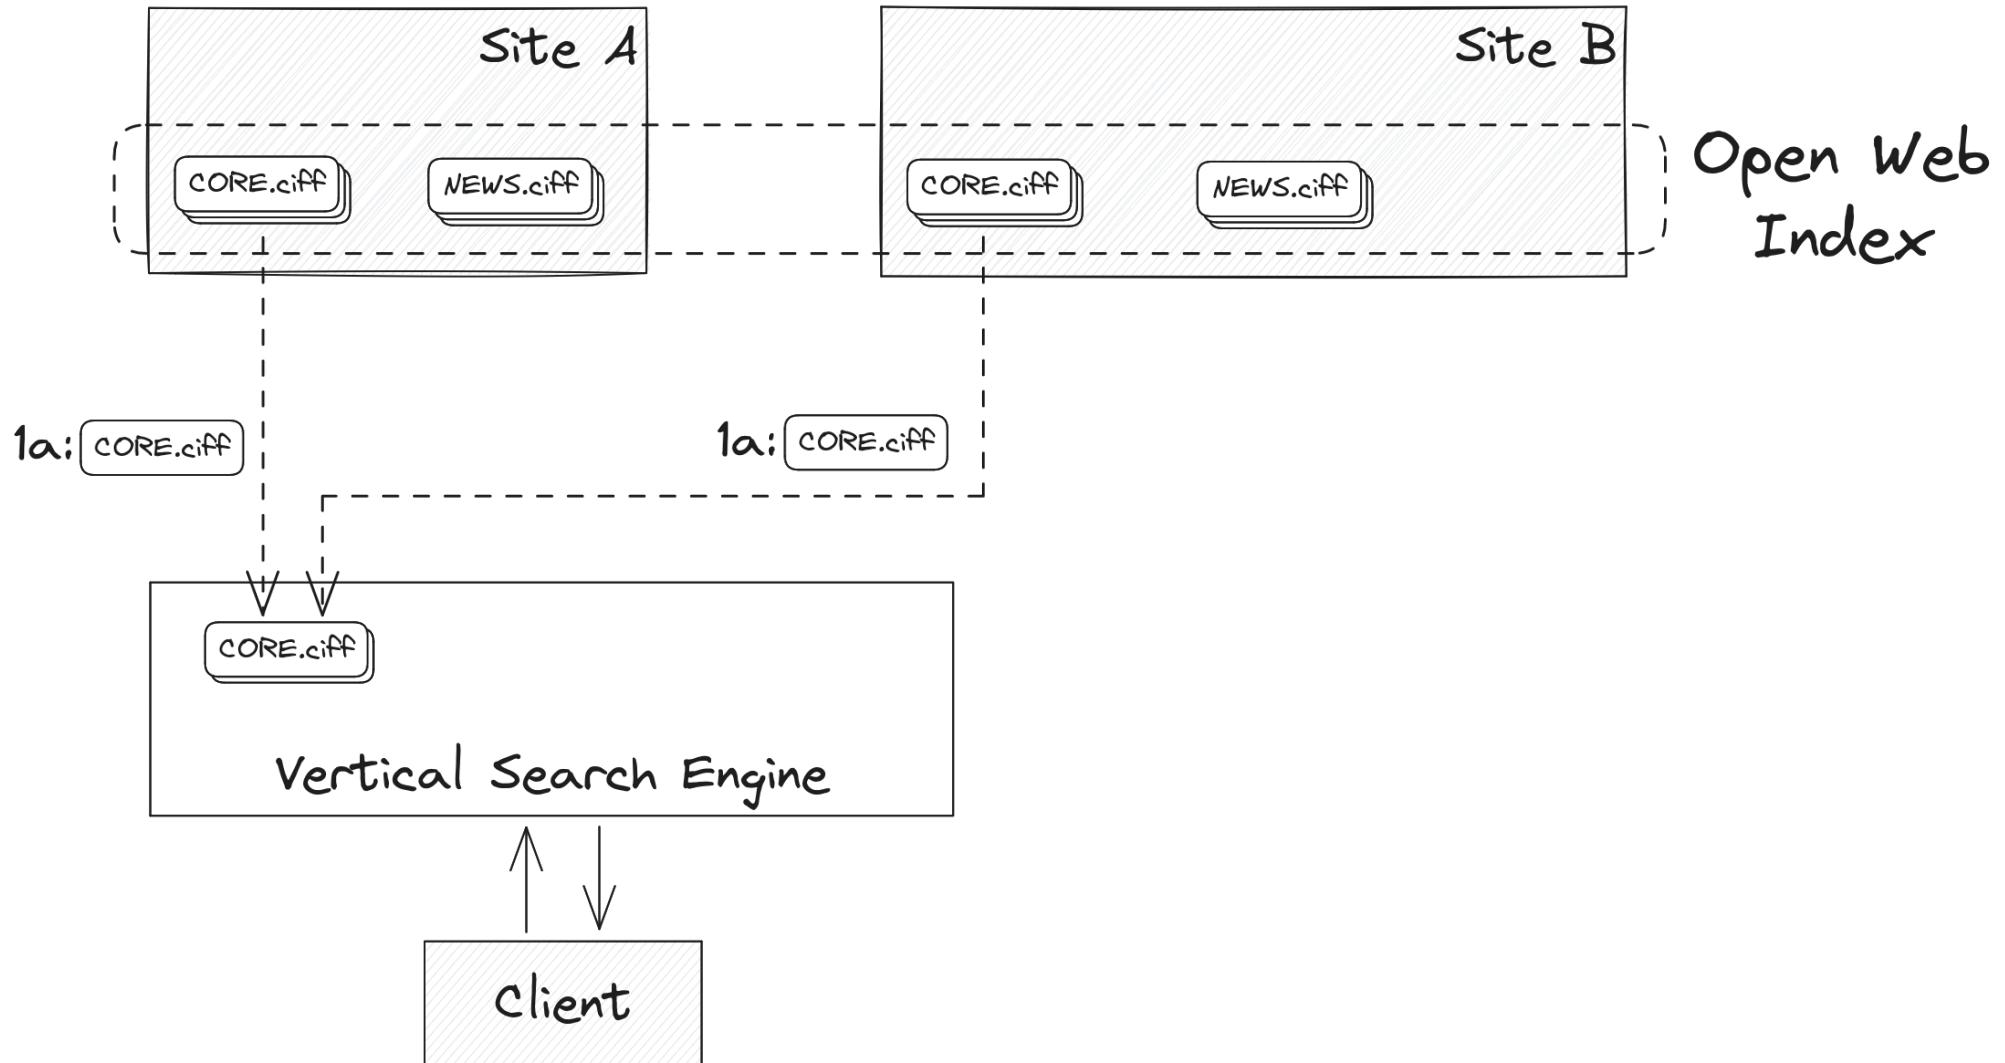 Site A
Site B
CORE.ciff
NEWS.ciff
CORE.ciff
NEWS.ciff
Open Web
Index
1a: CORE.ciff
1a: CORE.ciff
CORE.ciff
Vertical Search Engine
Client